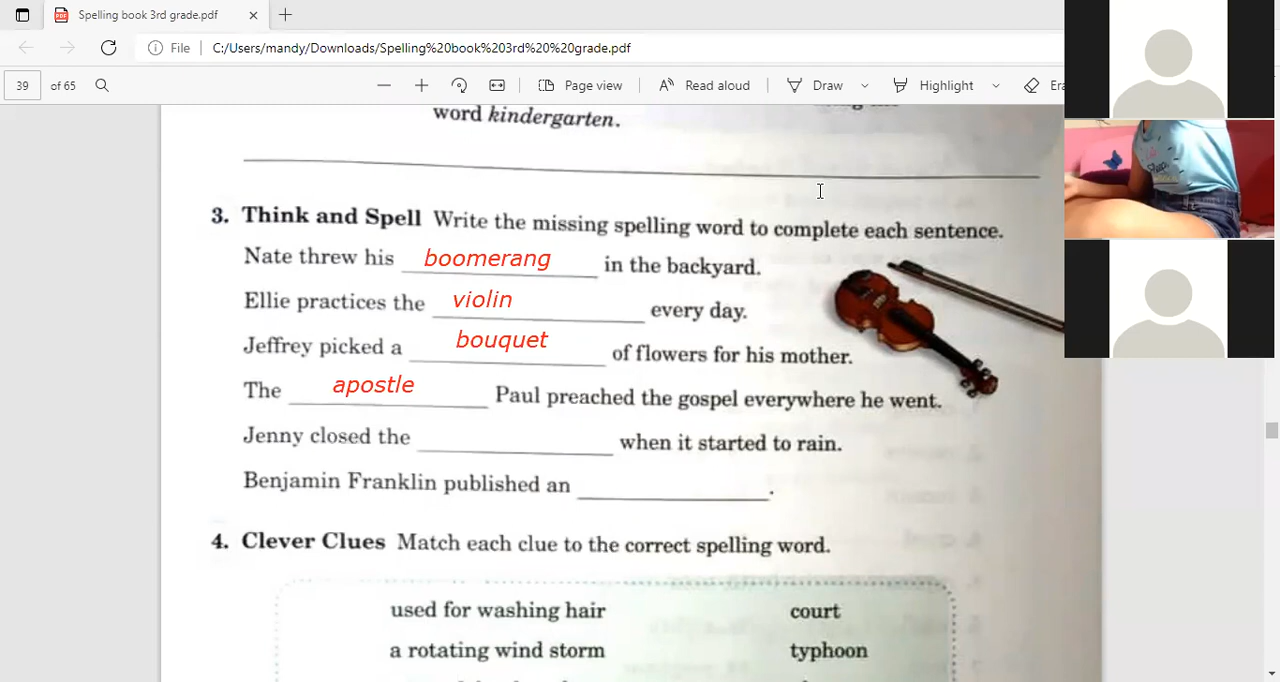 Spelling book 3rd grade.pdf
File C:/Users/mandy/Downloads/Spelling%20book%203rd%20%20grade.pdf
39 of 65 Page view Read aloud Draw Highlight
word kindergarten.
3. Think and Spell Write the missing spelling word to complete each sentence.
Nate threw his boomerang in the backyard.
Ellie practices the violin every day.
Jeffrey picked a bouquet of flowers for his mother.
The apostle Paul preached the gospel everywhere he went.
Jenny closed the when it started to rain.
Benjamin Franklin published an .
4. Clever Clues Match each clue to the correct spelling word.
used for washing hair court
a rotating wind storm typhoon